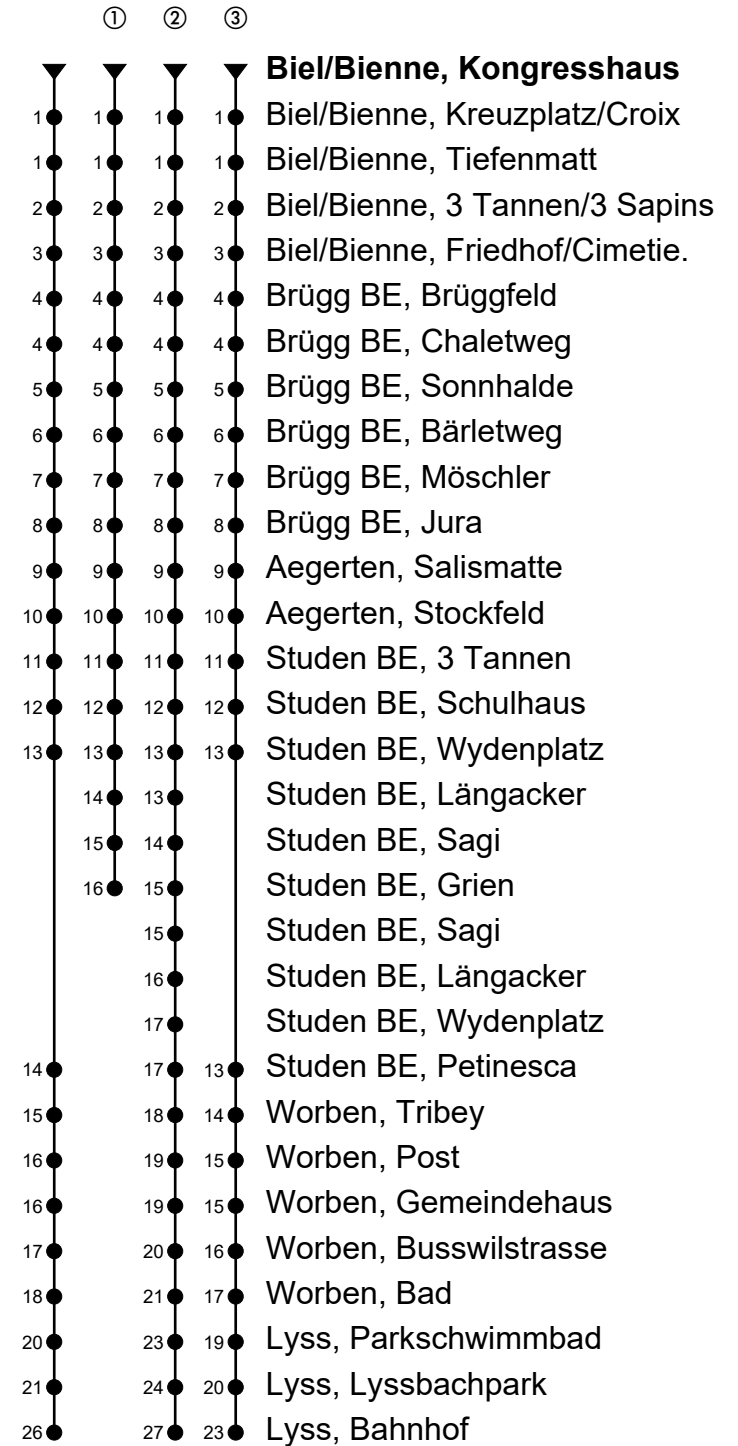 ① ② ③
Biel/Bienne, Kongresshaus
1 1 1 1 Biel/Bienne, Kreuzplatz/Croix
1 1 1 1 Biel/Bienne, Tiefenmatt
2 2 2 2 Biel/Bienne, 3 Tannen/3 Sapins
3 3 3 3 Biel/Bienne, Friedhof/Cimetie.
4 4 4 4 Brügg BE, Brüggfeld
4 4 4 4 Brügg BE, Chaletweg
5 5 5 5 Brügg BE, Sonnhalde
6 6 6 6 Brügg BE, Bärletweg
7 7 7 7 Brügg BE, Möschler
8 8 8 8 Brügg BE, Jura
9 9 9 9 Aegerten, Salismatte
10 10 10 10 Aegerten, Stockfeld
11 11 11 11 Studen BE, 3 Tannen
12 12 12 12 Studen BE, Schulhaus
13 13 13 13 Studen BE, Wydenplatz
14 13 Studen BE, Längacker
15 14 Studen BE, Sagi
16 15 Studen BE, Grien
15 Studen BE, Sagi
16 Studen BE, Längacker
17 Studen BE, Wydenplatz
14 17 13 Studen BE, Petinesca
15 18 14 Worben, Tribey
16 19 15 Worben, Post
16 19 15 Worben, Gemeindehaus
17 20 16 Worben, Busswilstrasse
18 21 17 Worben, Bad
20 23 19 Lyss, Parkschwimmbad
21 24 20 Lyss, Lyssbachpark
26 27 23 Lyss, Bahnhof